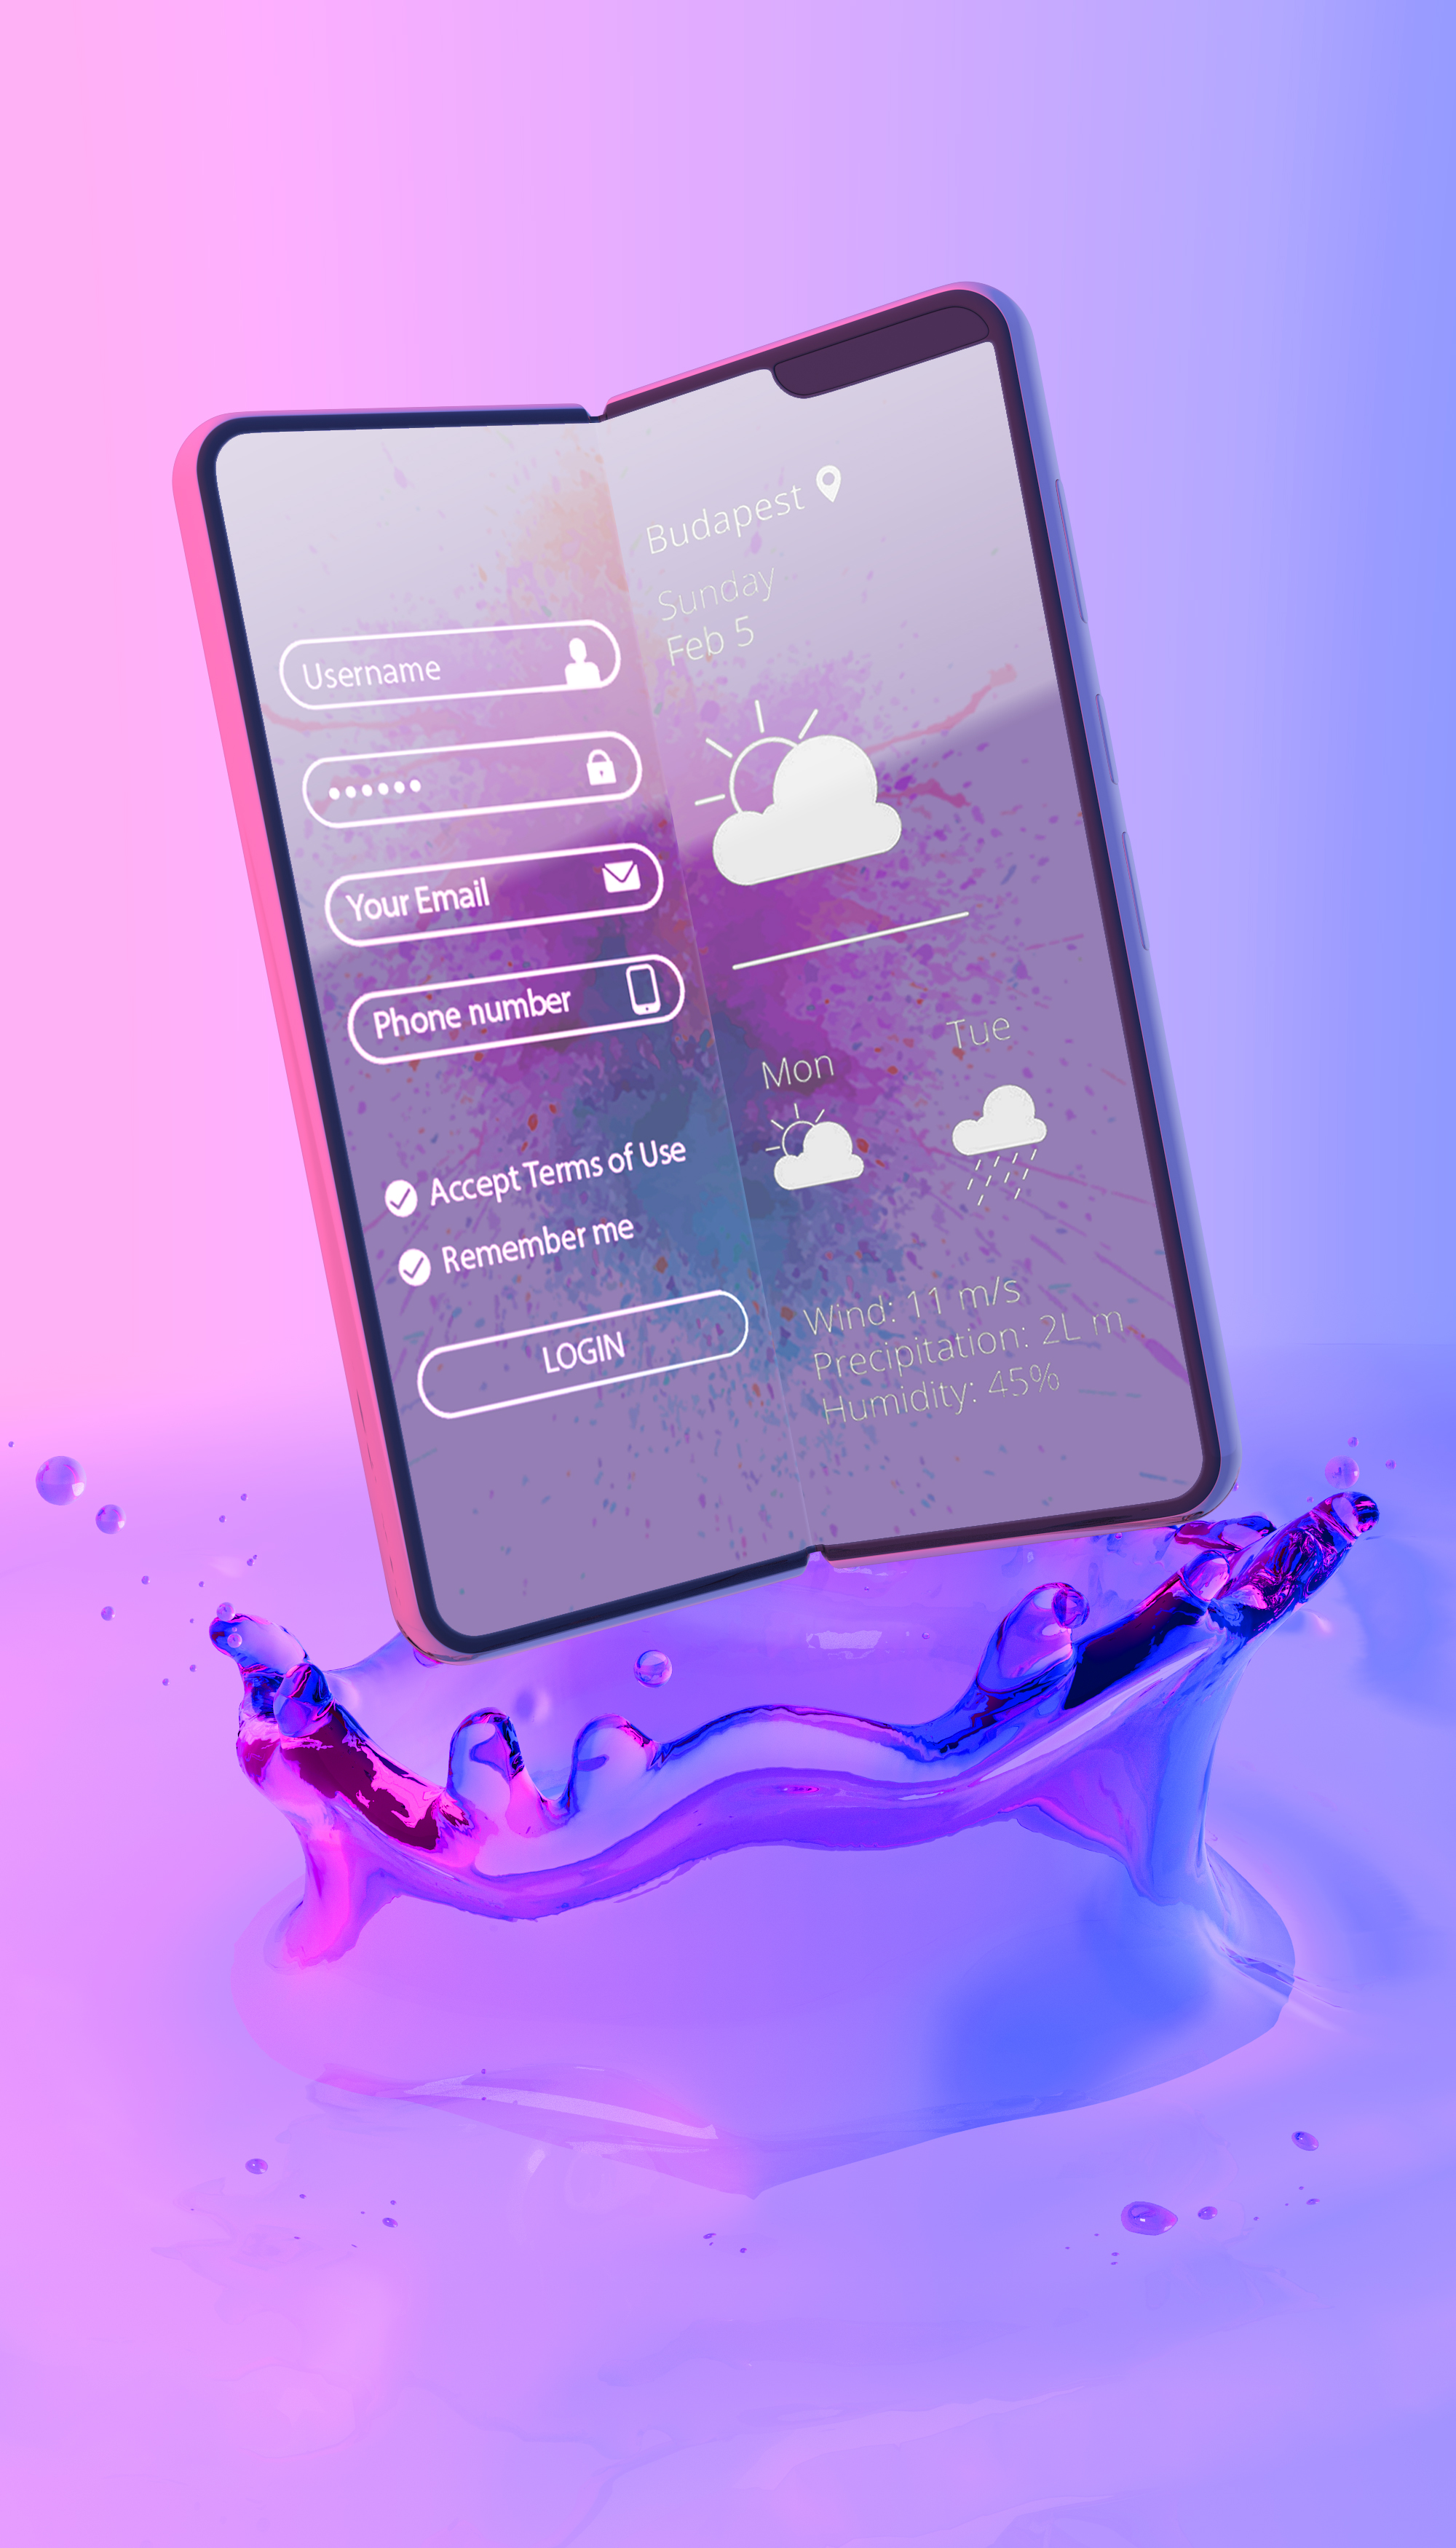 Username
Your Email
Phone number
Accept Terms of Use
Remember me
LOGIN
Budapest
Sunday
Feb 5
Mon
Tue
Wind: 11 m/s
Precipitation: 2L m
Humidity: 45%